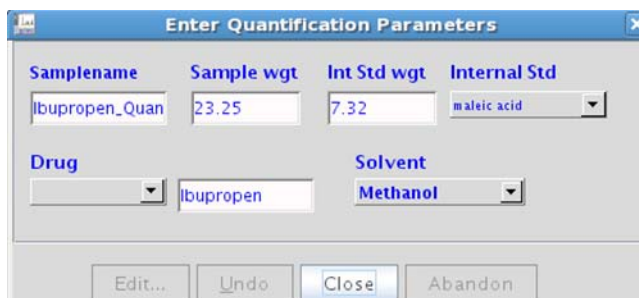 Enter Quantification Parameters
Samplename Sample wgt Int Std wgt Internal Std
Ibupropen_Quan 23.25 7.32 maleic acid
Drug Solvent
Ibupropen Methanol
Edit... Undo Close Abandon